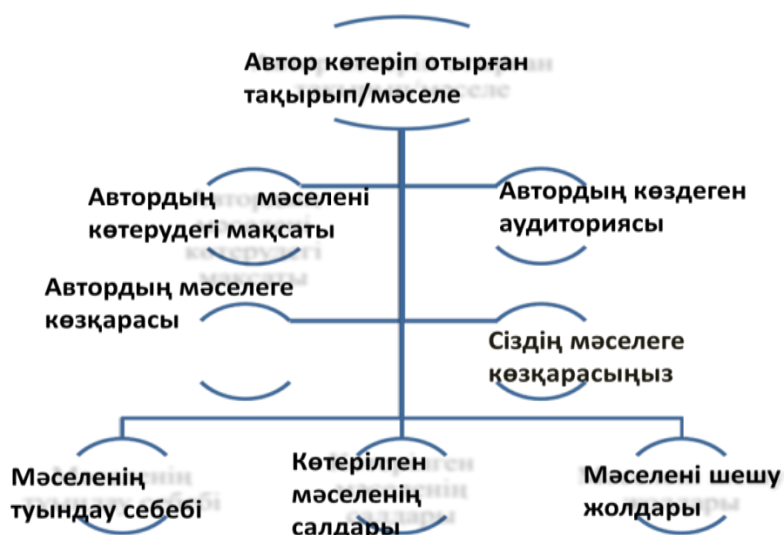 Автор көтеріп отырған
тақырып/мәселе
Автордың мәселені
көтерудегі мақсаты
Автордың көздеген
аудиториясы
Автордың мәселеге
көзқарасы
Сіздің мәселеге
көзқарасыңыз
Мәселенің
туындау себебі
Көтерілген
мәселенің
салдары
Мәселені шешу
жолдары